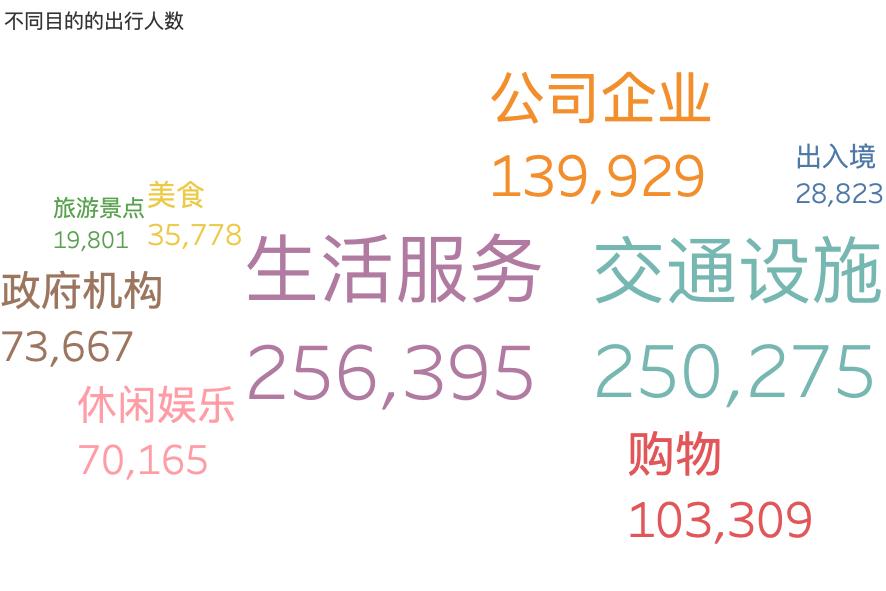 不同目的的出行人数
公司企业
139,929
出入境
28,823
美食
35,778
旅游景点
19,801
生活服务
256,395
交通设施
250,275
政府机构
73,667
休闲娱乐
70,165
购物
103,309